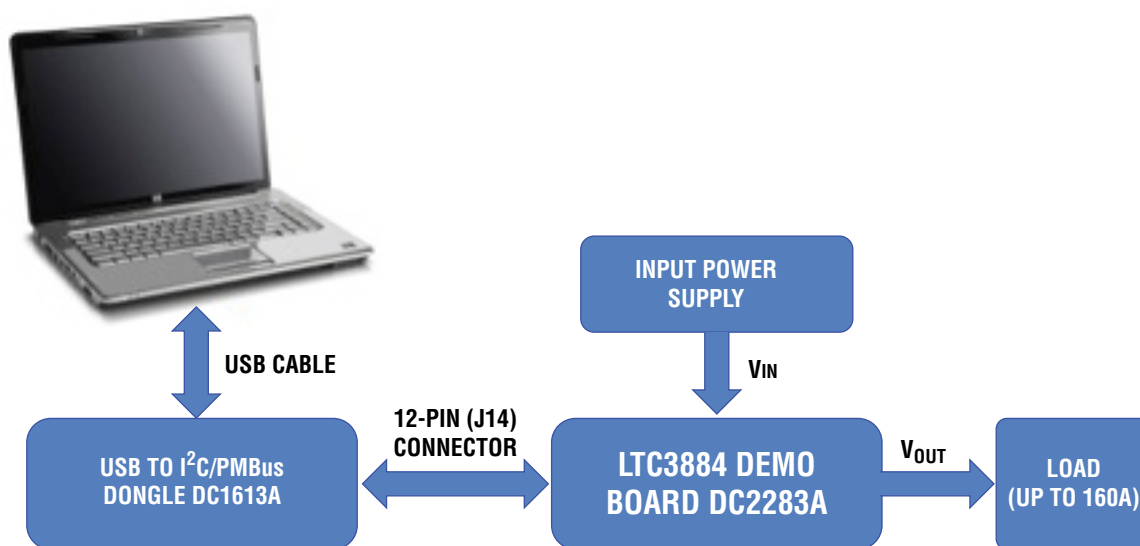 INPUT POWER
SUPPLY
USB CABLE
VIN
12-PIN (J14)
CONNECTOR
USB TO I²C/PMBus
DONGLE DC1613A
LTC3884 DEMO
BOARD DC2283A
VOUT
LOAD
(UP TO 160A)